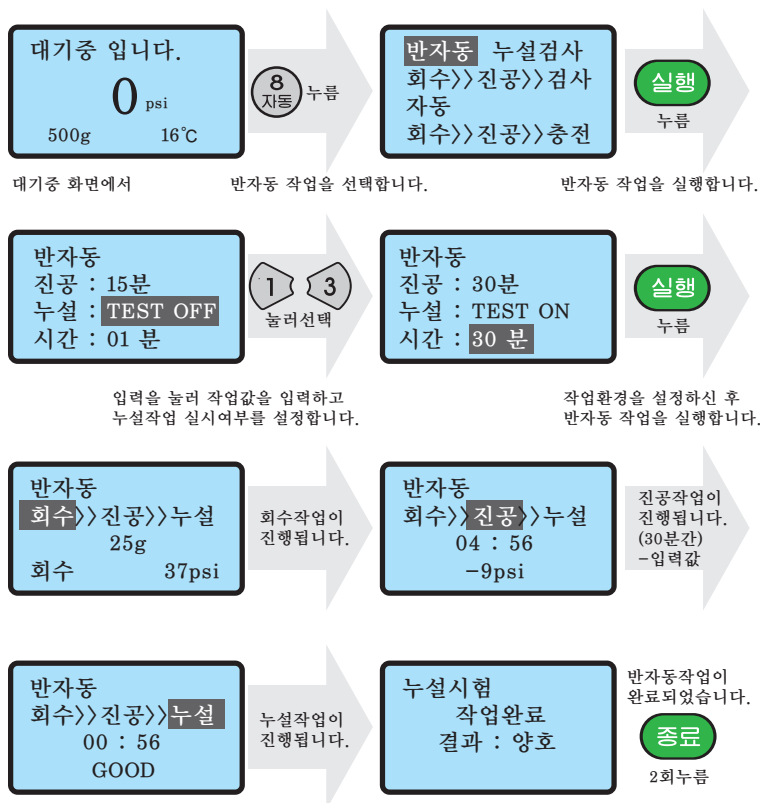 대기중 입니다.
0 psi
500g 16℃
8
자동
누름
반자동 누설검사
회수〉〉진공〉〉검사
자동
회수〉〉진공〉〉충전
실행
누름
대기중 화면에서
반자동 작업을 선택합니다.
반자동 작업을 실행합니다.
반자동
진공 : 15분
누설 : TEST OFF
시간 : 01 분
1 3
눌러선택
반자동
진공 : 30분
누설 : TEST ON
시간 : 30 분
실행
누름
입력을 눌러 작업값을 입력하고
누설작업 실시여부를 설정합니다.
작업환경을 설정하신 후
반자동 작업을 실행합니다.
반자동
회수〉〉진공〉〉누설
25g
회수 37psi
회수작업이
진행됩니다.
반자동
회수〉〉진공〉〉누설
04 : 56
-9psi
진공작업이
진행됩니다.
(30분간)
-입력값
반자동
회수〉〉진공〉〉누설
00 : 56
GOOD
누설작업이
진행됩니다.
누설시험
작업완료
결과 : 양호
반자동작업이
완료되었습니다.
종료
2회누름